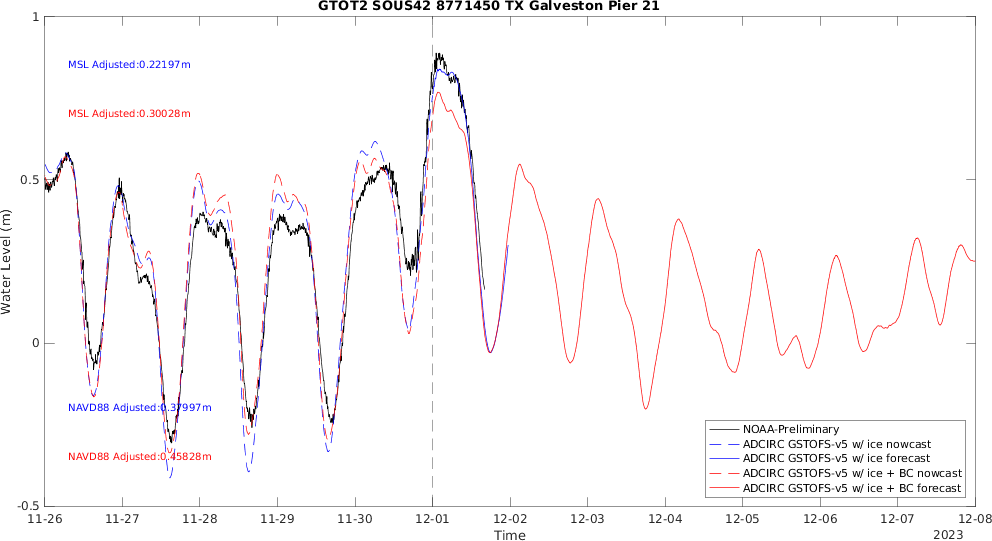 GTOT2 SOUS42 8771450 TX Galveston Pier 21
1
0.5
0
-0.5
Water Level (m)
MSL Adjusted:0.22197m
MSL Adjusted:0.30028m
NAVD88 Adjusted:0.37997m
NAVD88 Adjusted:0.45828m
NOAA-Preliminary
ADCIRC GSTOFS-v5 w/ ice nowcast
ADCIRC GSTOFS-v5 w/ ice forecast
ADCIRC GSTOFS-v5 w/ ice + BC nowcast
ADCIRC GSTOFS-v5 w/ ice + BC forecast
11-26 11-27 11-28 11-29 11-30 12-01 12-02 12-03 12-04 12-05 12-06 12-07 12-08
Time
2023